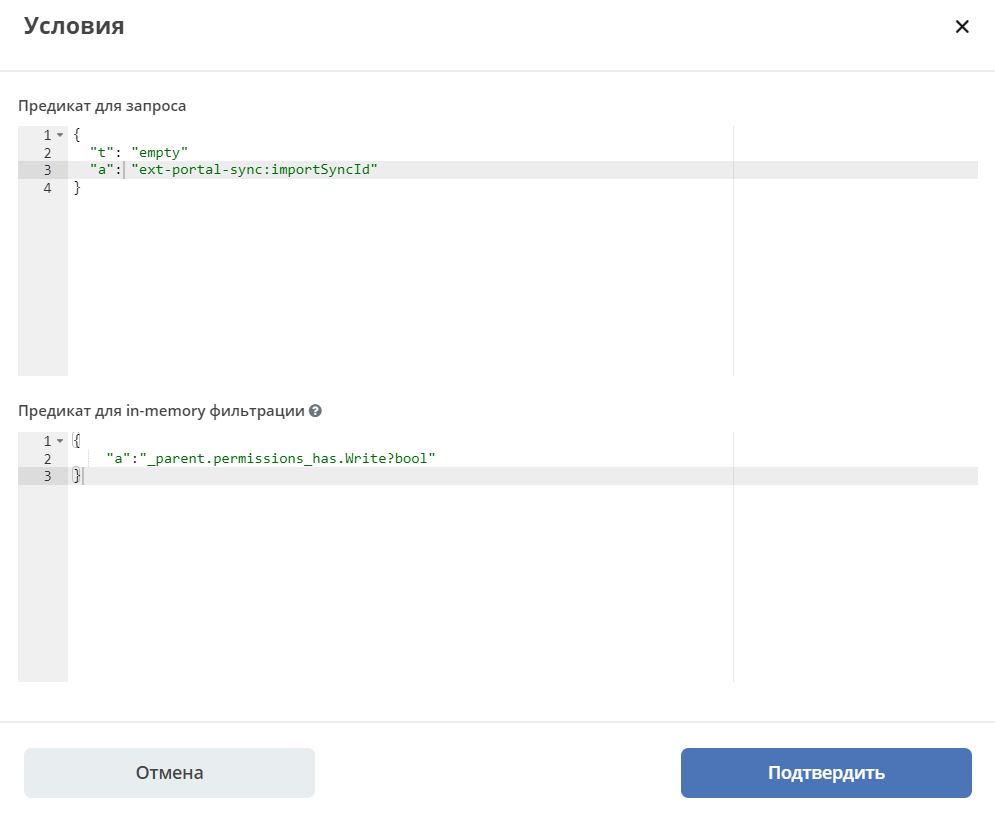 Условия
Предикат для запроса
1 {
2 "t": "empty"
3 "a": "ext-portal-sync:importSyncId"
4 }
Предикат для in-memory фильтрации
1 {
2 "a":"_parent.permissions_has.Write?bool"
3 }
Отмена
Подтвердить